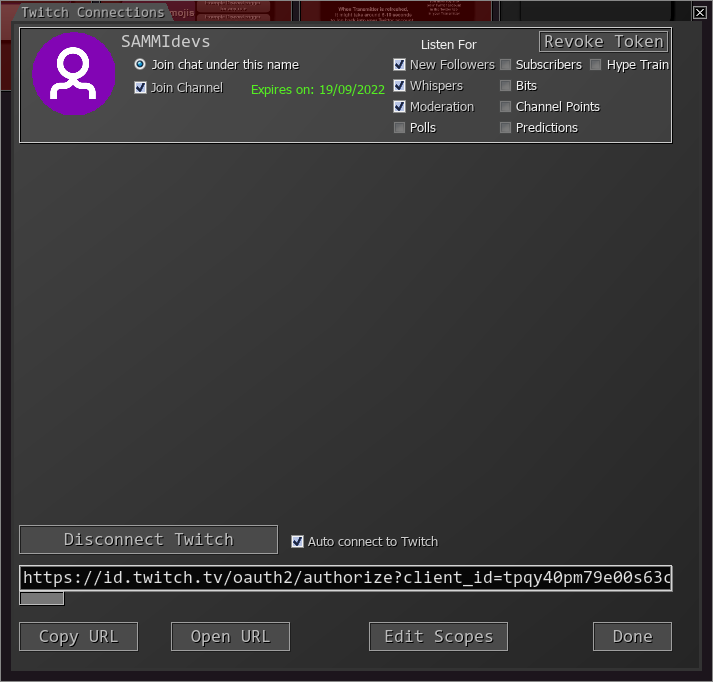 Twitch Connections
SAMMIdevs
Listen For
Revoke Token
Join chat under this name
New Followers
Subscribers
Hype Train
Join Channel
Expires on: 19/09/2022
Whispers
Bits
Moderation
Channel Points
Polls
Predictions
Disconnect Twitch
Auto connect to Twitch
https://id.twitch.tv/oauth2/authorize?client_id=tpqy40pm79e00s63c
Copy URL
Open URL
Edit Scopes
Done